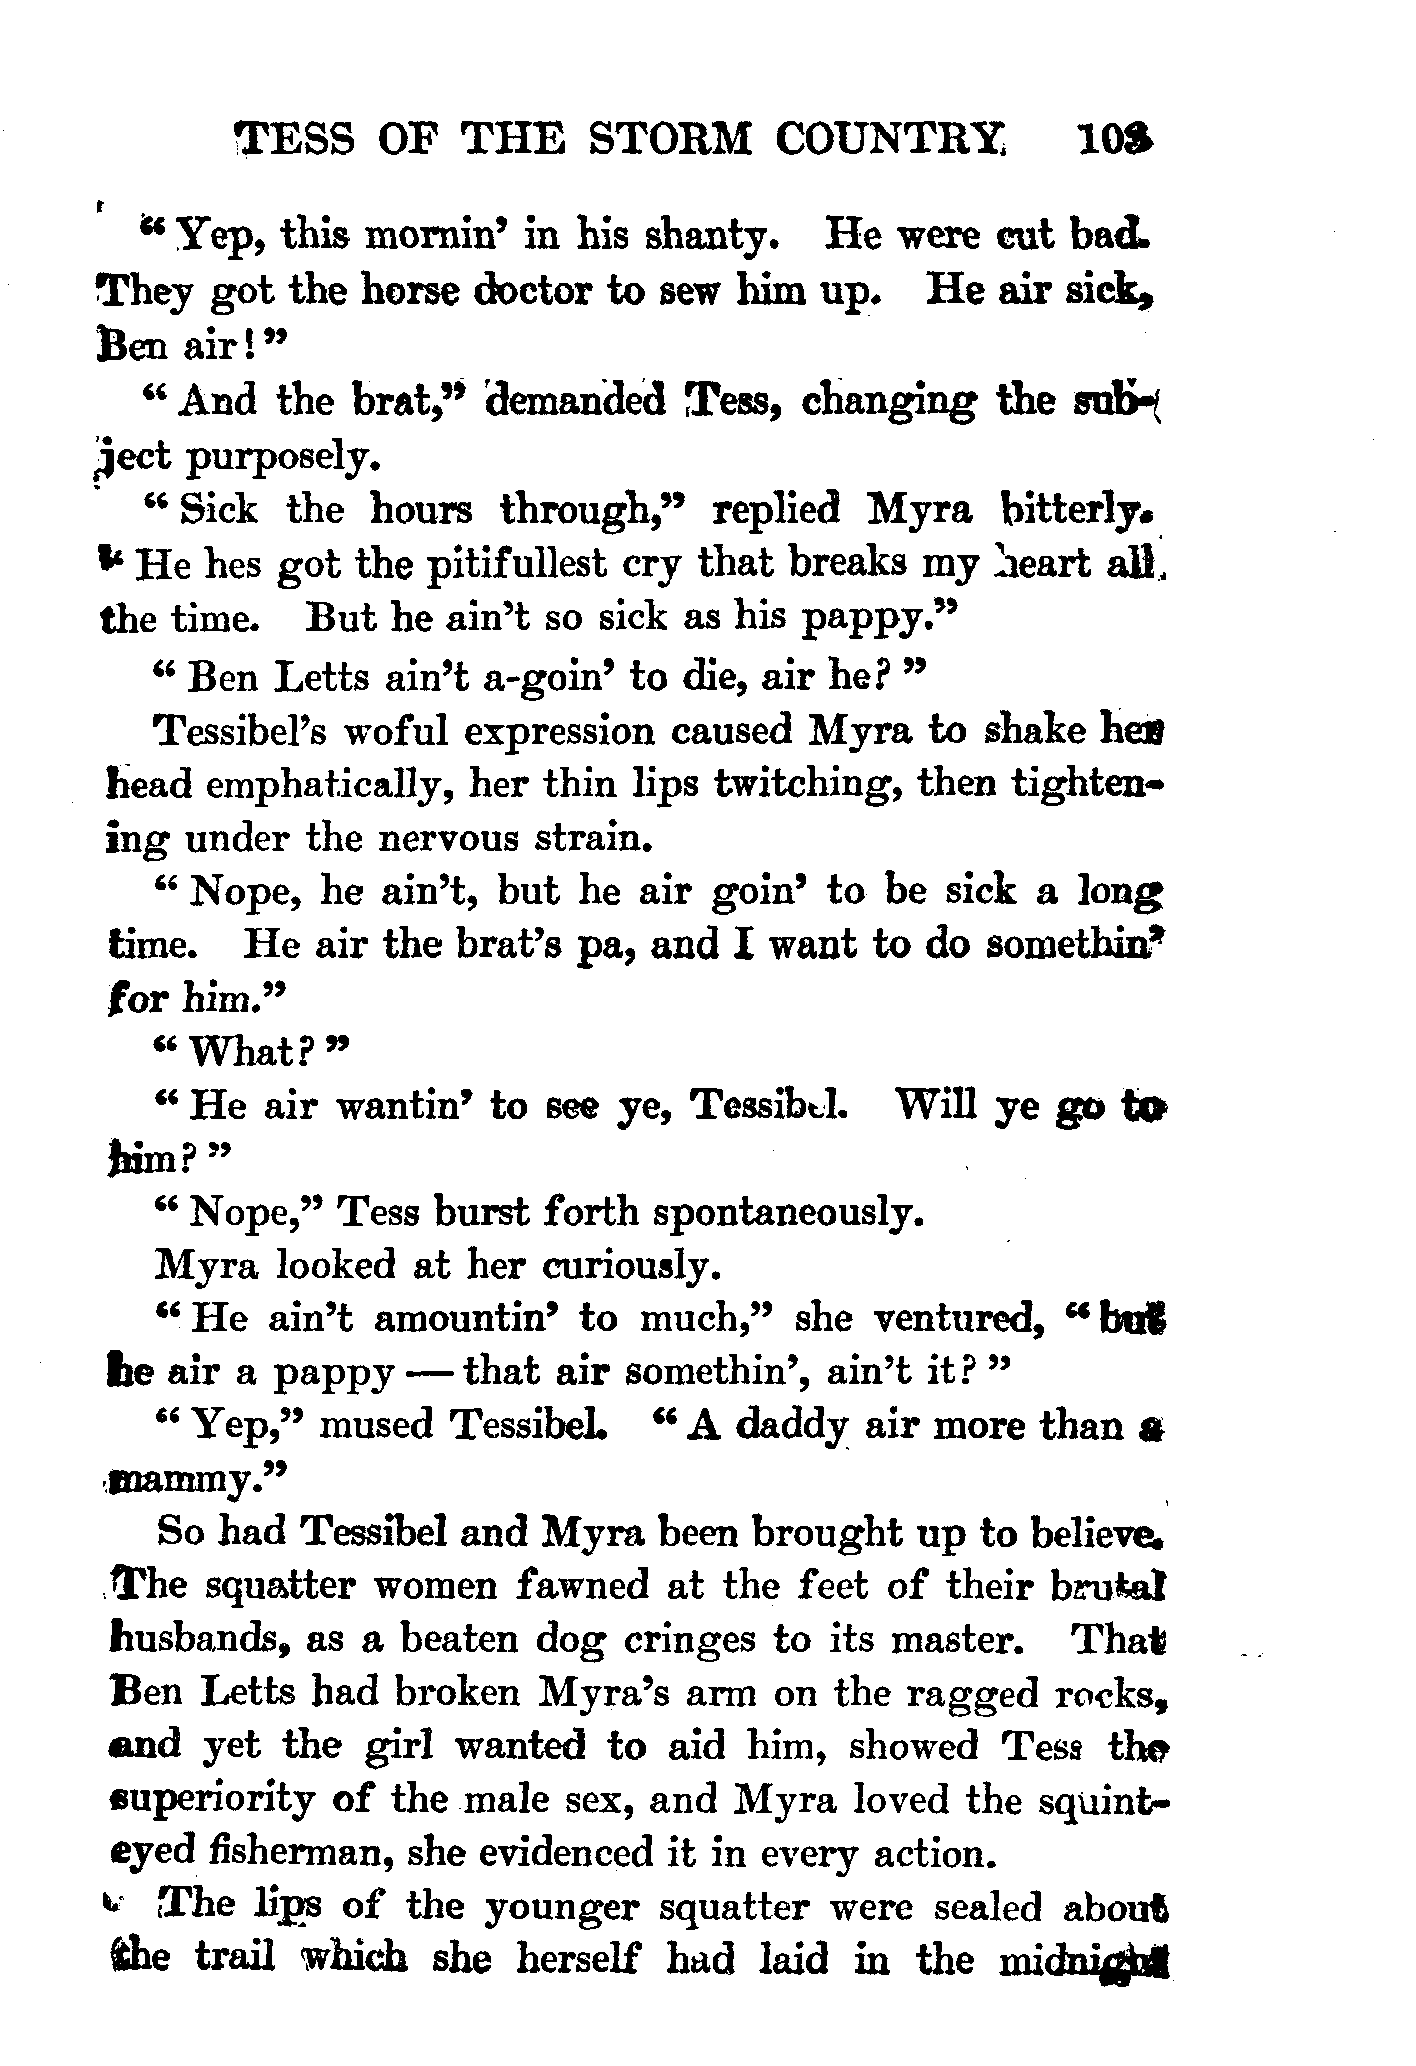 TESS OF THE STORM COUNTRY 103
“ Yep, this mornin’ in his shanty. He were cut bad.
They got the horse doctor to sew him up. He air sick,
Ben air! ”
“ And the brat,” demanded Tess, changing the sub-
ject purposely.
“ Sick the hours through,” replied Myra bitterly.
“ He hes got the pitifullest cry that breaks my heart all
the time. But he ain’t so sick as his pappy.”
“ Ben Letts ain’t a-goin’ to die, air he? ”
Tessibel’s woful expression caused Myra to shake her
head emphatically, her thin lips twitching, then tighten-
ing under the nervous strain.
“ Nope, he ain’t, but he air goin’ to be sick a long
time. He air the brat’s pa, and I want to do somethin’
for him.”
“ What? ”
“ He air wantin’ to see ye, Tessibel. Will ye go to
him? ”
“ Nope,” Tess burst forth spontaneously.
Myra looked at her curiously.
“ He ain’t amountin’ to much,” she ventured, “ but
he air a pappy — that air somethin’, ain’t it? ”
“ Yep,” mused Tessibel. “ A daddy air more than a
mammy.”
So had Tessibel and Myra been brought up to believe.
The squatter women fawned at the feet of their brutal
husbands, as a beaten dog cringes to its master. That
Ben Letts had broken Myra’s arm on the ragged rocks,
and yet the girl wanted to aid him, showed Tess the
superiority of the male sex, and Myra loved the squint-
eyed fisherman, she evidenced it in every action.
The lips of the younger squatter were sealed about
the trail which she herself had laid in the midnight